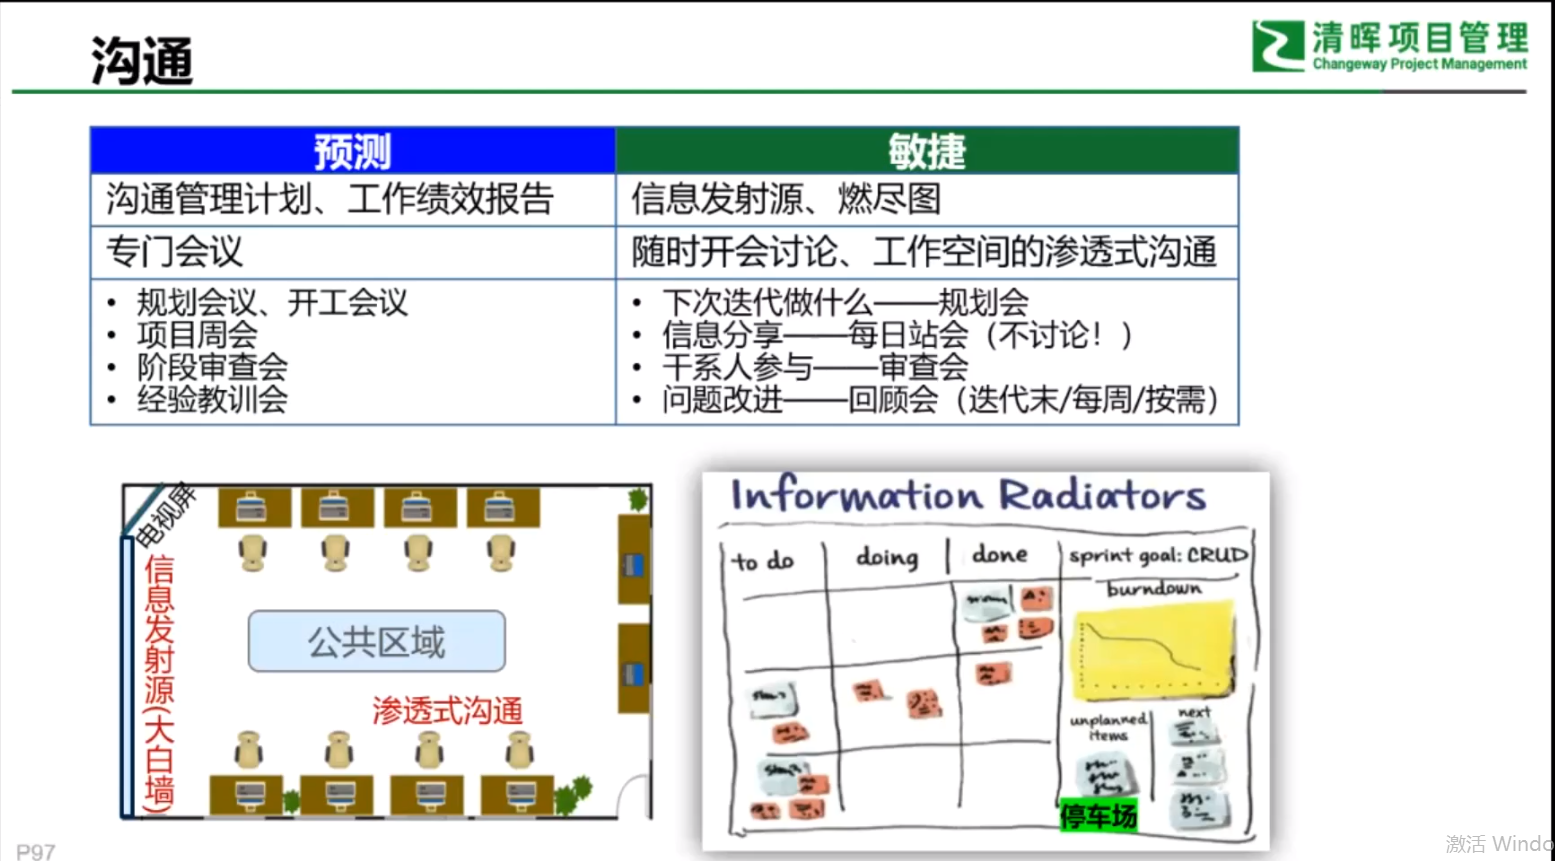 沟通
清晖项目管理
Changeway Project Management
预测
敏捷
沟通管理计划、工作绩效报告
信息发射源、燃尽图
专门会议
随时开会讨论、工作空间的渗透式沟通
• 规划会议、开工会议
• 项目周会
• 阶段审查会
• 经验教训会
• 下次迭代做什么——规划会
• 信息分享——每日站会（不讨论！）
• 干系人参与——审查会
• 问题改进——回顾会（迭代末/每周/按需）
电视屏
信息发射源(大白墙)
公共区域
渗透式沟通
Information Radiators
to do
doing
done
sprint goal: CRUD
burndown
unplanned items
next
停车场
P97
激活 Windo